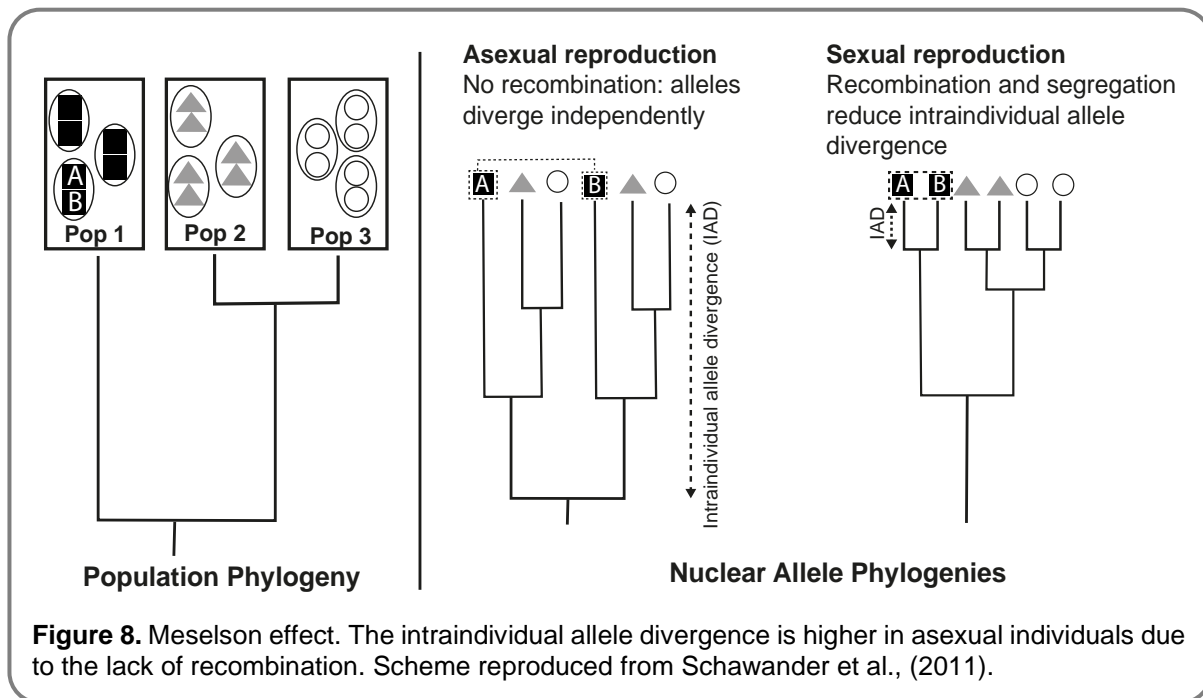 A
B
Pop 1
Pop 2
Pop 3
Population Phylogeny
Asexual reproduction
No recombination: alleles
diverge independently
A
B
Intraindividual allele divergence (IAD)
Sexual reproduction
Recombination and segregation
reduce intraindividual allele
divergence
A B
IAD
Nuclear Allele Phylogenies
Figure 8. Meselson effect. The intraindividual allele divergence is higher in asexual individuals due
to the lack of recombination. Scheme reproduced from Schawander et al., (2011).